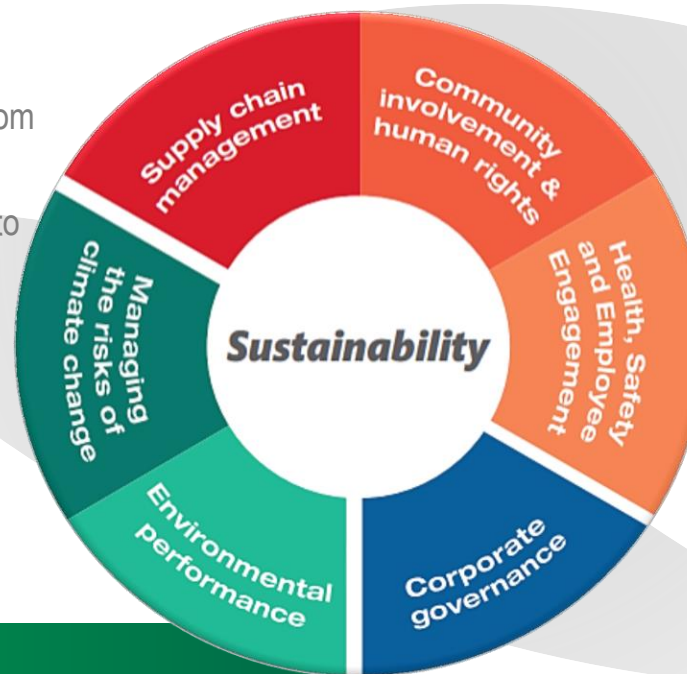 Supply chain
management
Community
involvement &
human rights
Health, Safety
and Employee
Engagement
Corporate
governance
Environmental
performance
Managing
the risks of
climate change
Sustainability
to